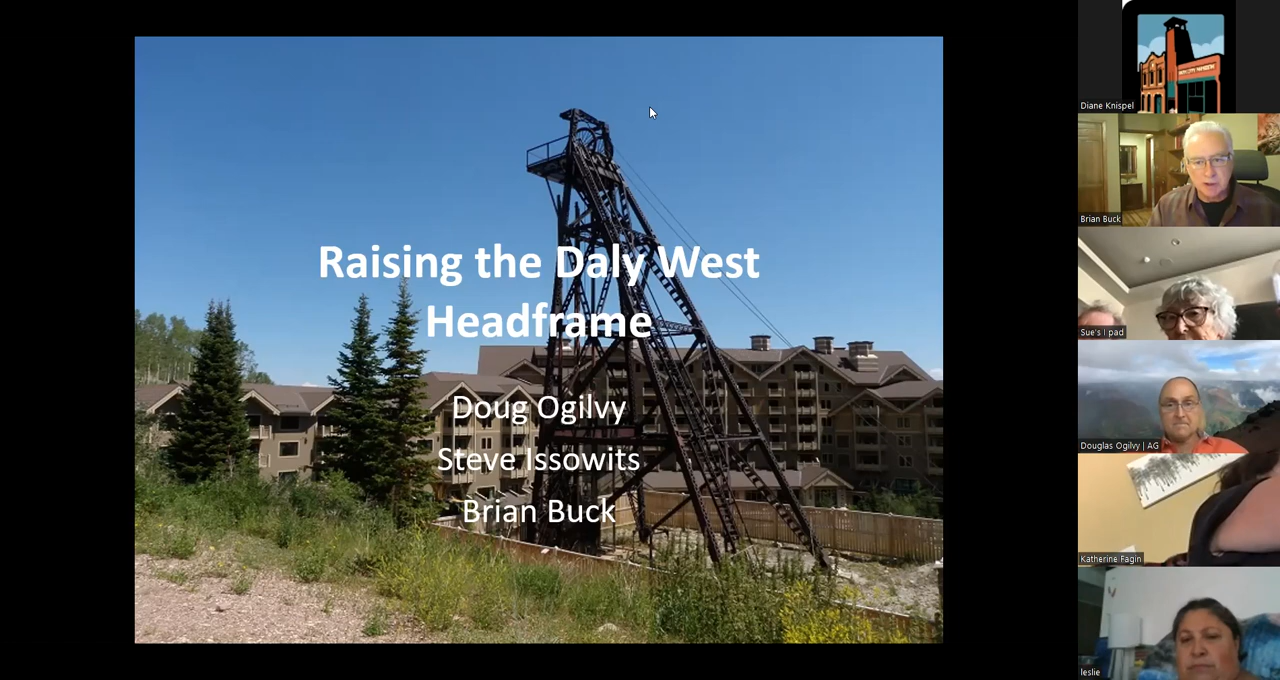 Raising the Daly West
Headframe
Doug Ogilvy
Steve Issowits
Brian Buck
Diane Knispel
Brian Buck
Sue's I pad
Douglas Ogilvy | AG
Katherine Fagin
leslie